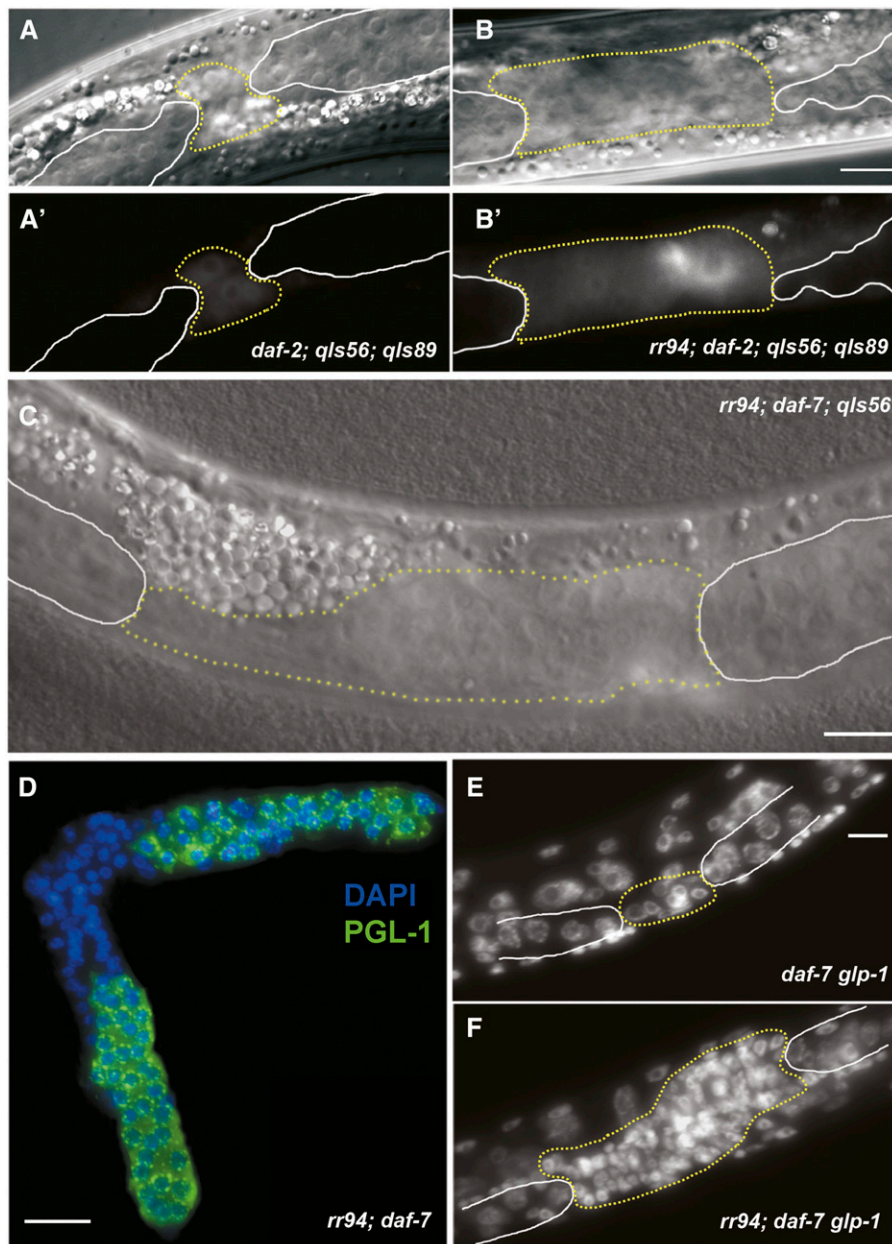 A
B
A'
B'
daf-2; qIs56; qIs89
rr94; daf-2; qIs56; qIs89
C
rr94; daf-7; qIs56
D
DAPI
PGL-1
rr94; daf-7
E
daf-7 glp-1
F
rr94; daf-7 glp-1